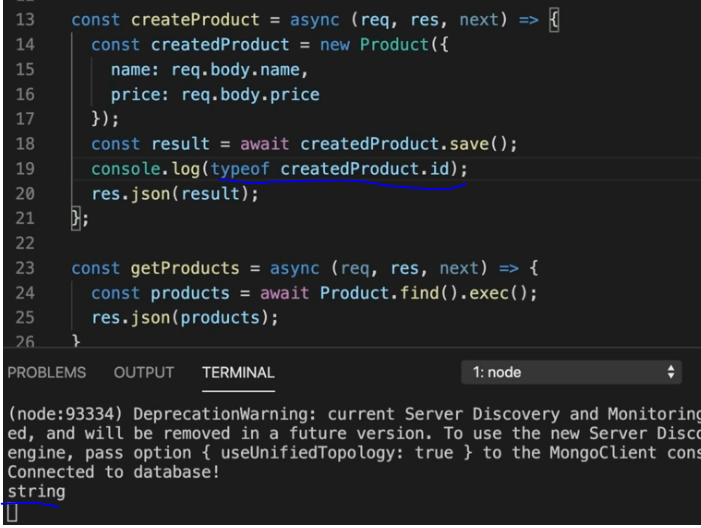 13 const createProduct = async (req, res, next) => {
14 const createdProduct = new Product({
15 name: req.body.name,
16 price: req.body.price
17 });
18 const result = await createdProduct.save();
19 console.log(typeof createdProduct.id);
20 res.json(result);
21 };
22
23 const getProducts = async (req, res, next) => {
24 const products = await Product.find().exec();
25 res.json(products);
26 }
PROBLEMS OUTPUT TERMINAL 1: node
(node:93334) DeprecationWarning: current Server Discovery and Monitoring
ed, and will be removed in a future version. To use the new Server Disco
engine, pass option { useUnifiedTopology: true } to the MongoClient cons
Connected to database!
string